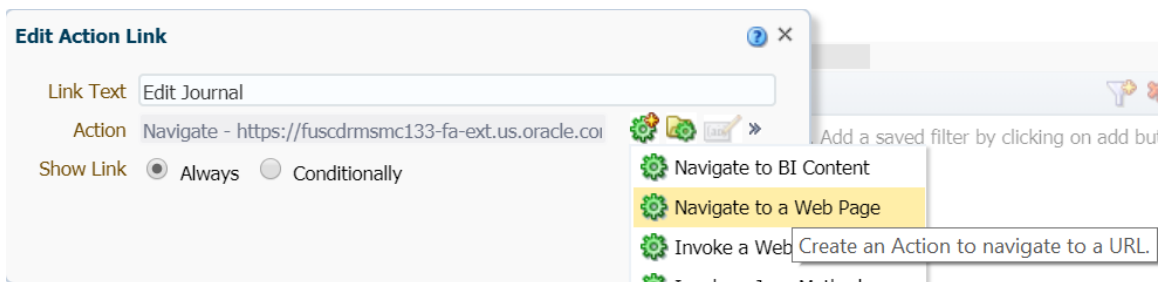 Edit Action Link
Link Text Edit Journal
Action Navigate - https://fuscdrmsmc133-fa-ext.us.oracle.co
Add a saved filter by clicking on add but
Show Link Always Conditionally
Navigate to BI Content
Navigate to a Web Page
Invoke a Web
Create an Action to navigate to a URL.